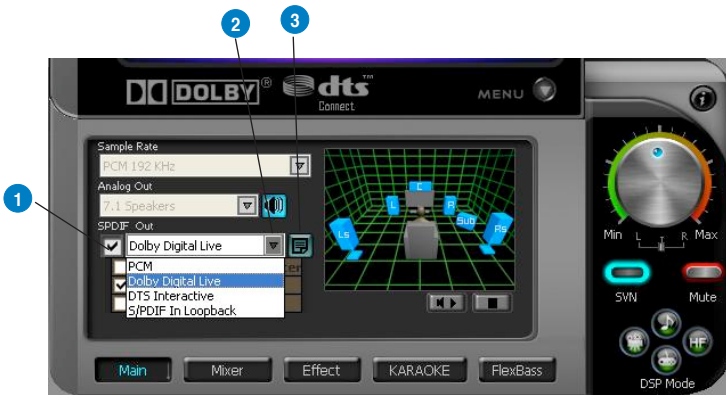 2
3
DOLBY®
dts™
Connect
MENU
i
Sample Rate
PCM 192 KHz
Analog Out
7.1 Speakers
1
SPDIF Out
Dolby Digital Live
PCM
Dolby Digital Live
DTS Interactive
S/PDIF In Loopback
C
L
R
Sub
Ls
Rs
Min
L
T
R
Max
SVN
Mute
HF
DSP Mode
Main
Mixer
Effect
KARAOKE
FlexBass